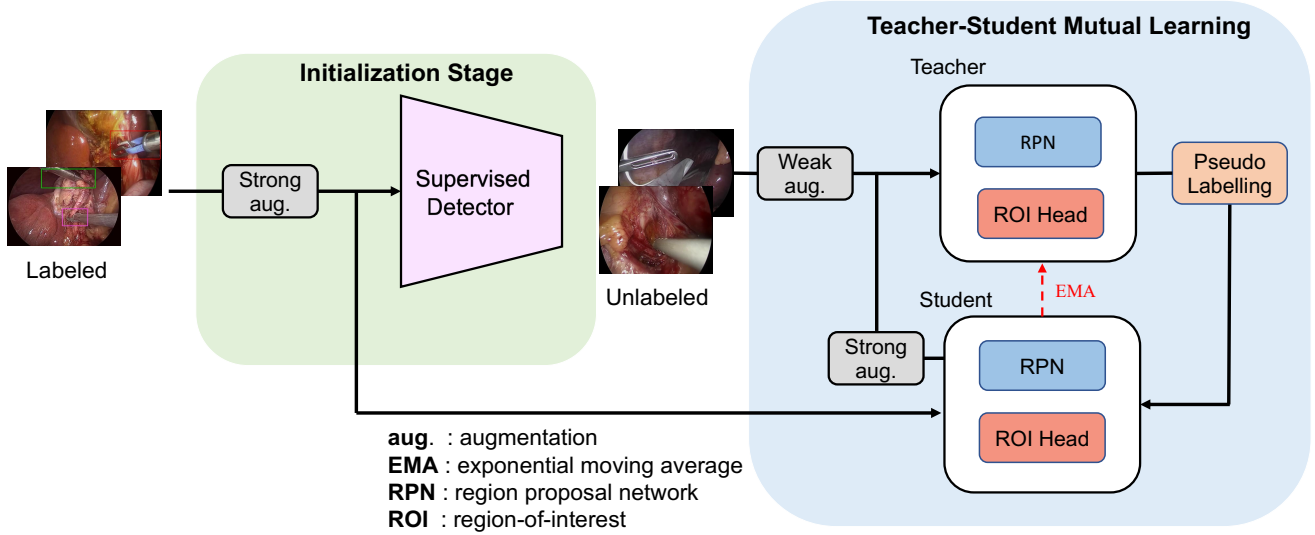 Teacher-Student Mutual Learning
Initialization Stage
Teacher
RPN
ROI Head
Pseudo
Labelling
Weak
aug.
Strong
aug.
Supervised
Detector
Labeled
Unlabeled
EMA
Student
Strong
aug.
RPN
ROI Head
aug. : augmentation
EMA : exponential moving average
RPN : region proposal network
ROI : region-of-interest